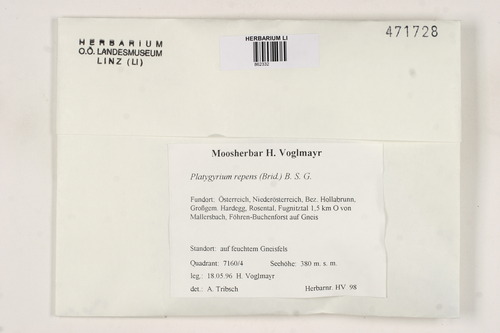 HERBARIUM
O.Ö. LANDESMUSEUM
LINZ (LI)
HERBARIUM LI
862332
471728
Moosherbar H. Voglmayr
Platygyrium repens (Brid.) B. S. G.
Fundort: Österreich, Niederösterreich, Bez. Hollabrunn,
Großgem. Hardegg, Rosental, Fugnitztal 1,5 km O von
Mallersbach, Föhren-Buchenforst auf Gneis
Standort: auf feuchtem Gneisfels
Quadrant: 7160/4 Seehöhe: 380 m. s. m.
leg.: 18.05.96 H. Voglmayr
det.: A. Tribsch Herbarnr. HV 98